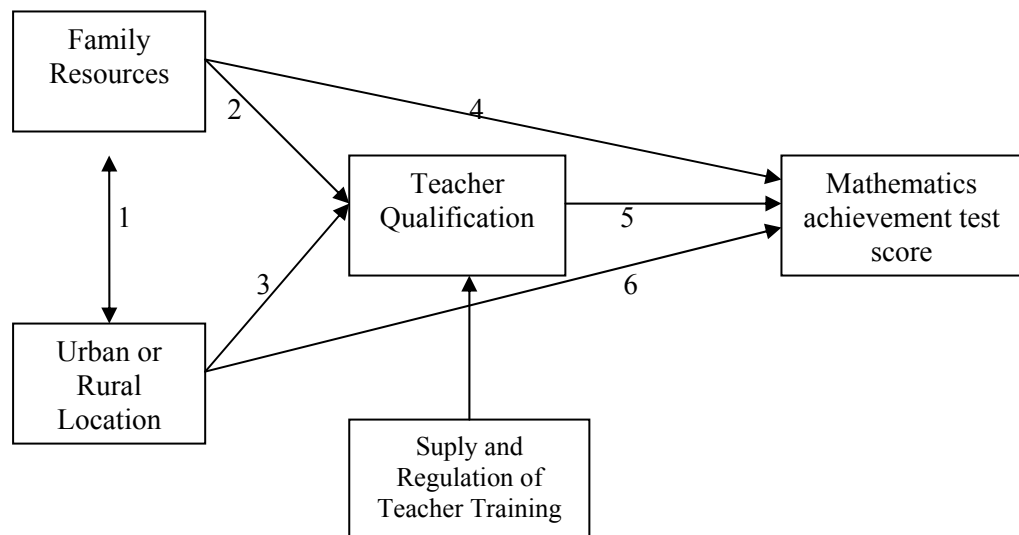 Family
Resources
2
4
Teacher
Qualification
Mathematics
achievement test
score
1
5
3
6
Urban or
Rural
Location
Suply and
Regulation of
Teacher Training